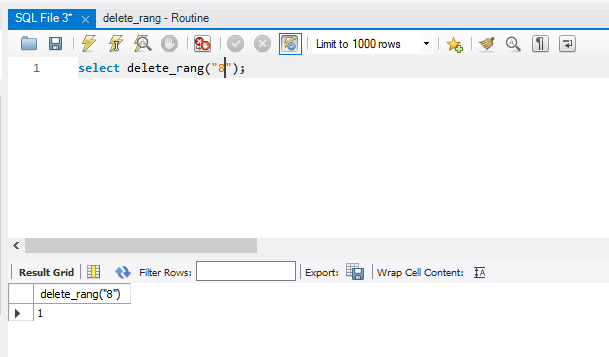 SQL File 3* × delete_rang - Routine
Limit to 1000 rows
1 select delete_rang("8");
Result Grid Filter Rows: Export: Wrap Cell Content:
delete_rang("8")
1